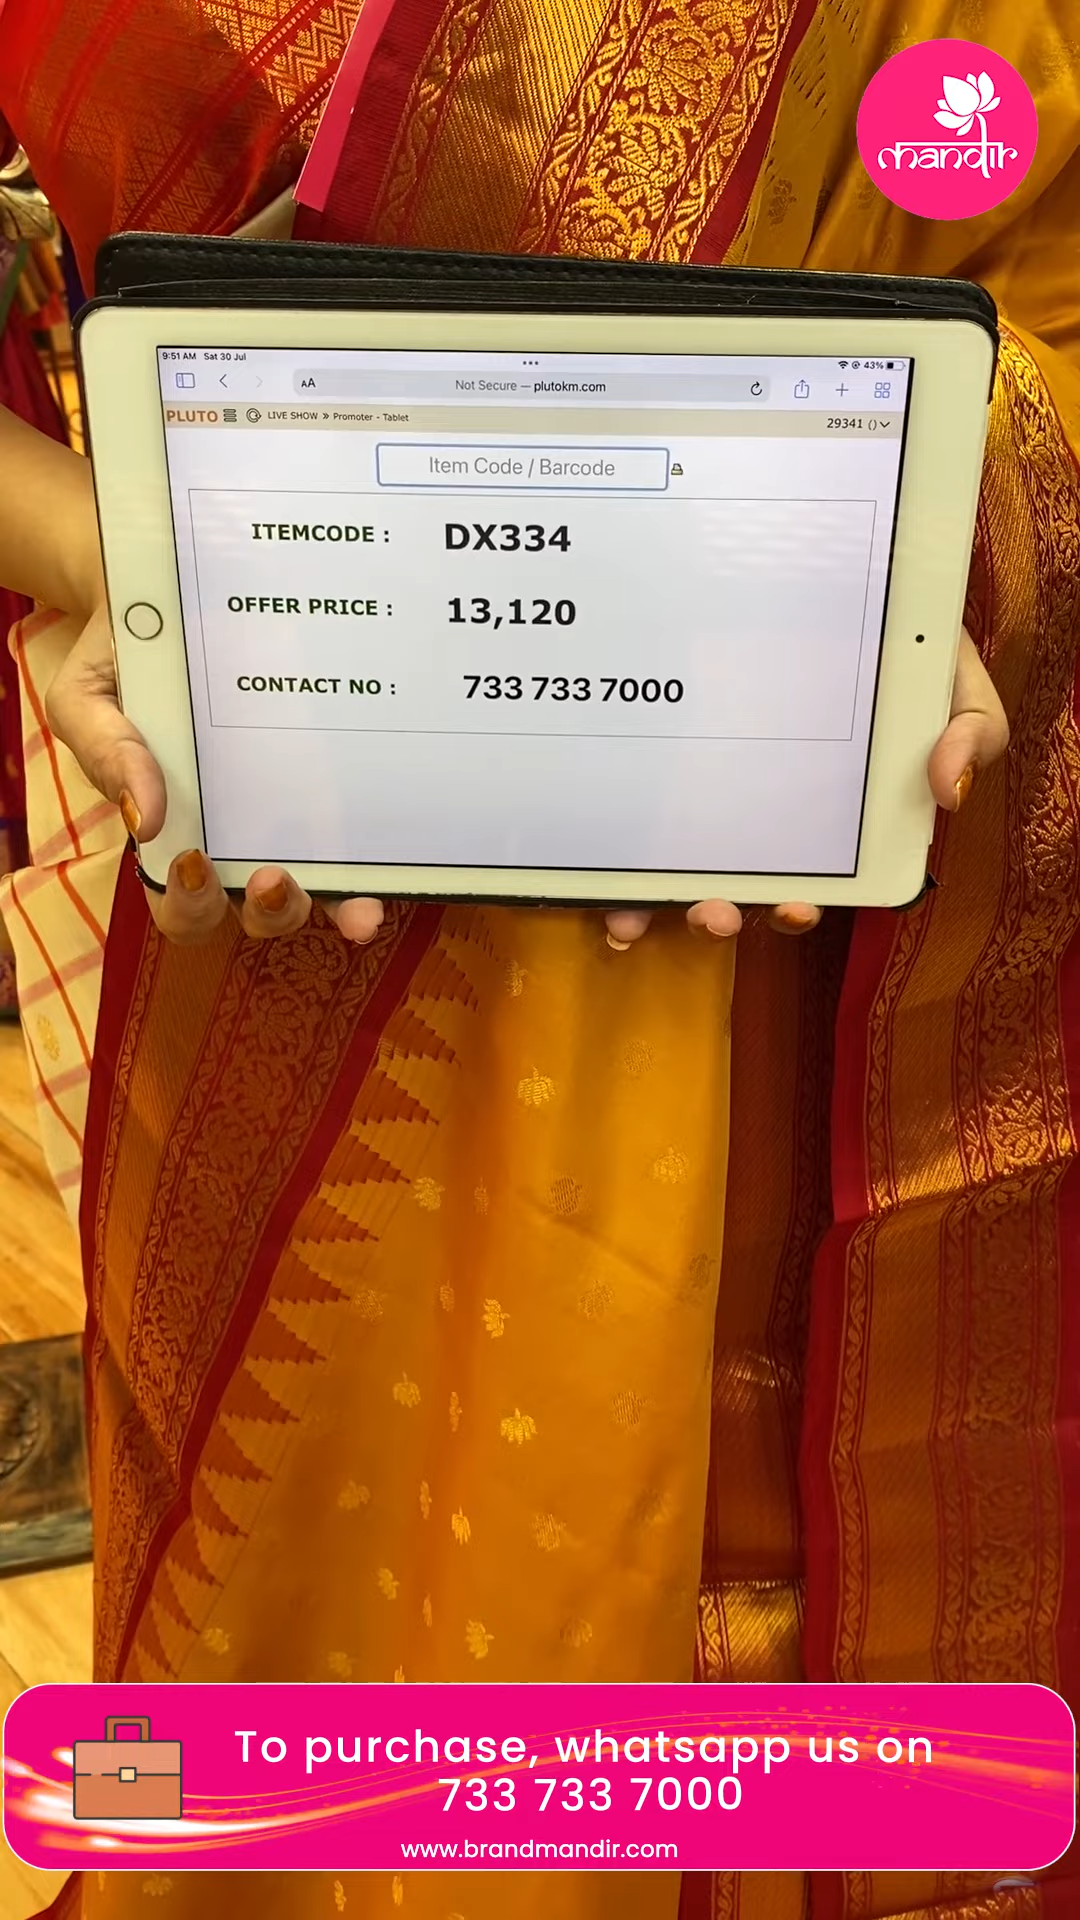 mandir
9:51 AM Sat 30 Jul
43%
AA
Not Secure — plutokm.com
PLUTO
LIVE SHOW » Promoter - Tablet
29341 ()
Item Code / Barcode
ITEMCODE : DX334
OFFER PRICE : 13,120
CONTACT NO : 733 733 7000
To purchase, whatsapp us on
733 733 7000
www.brandmandir.com